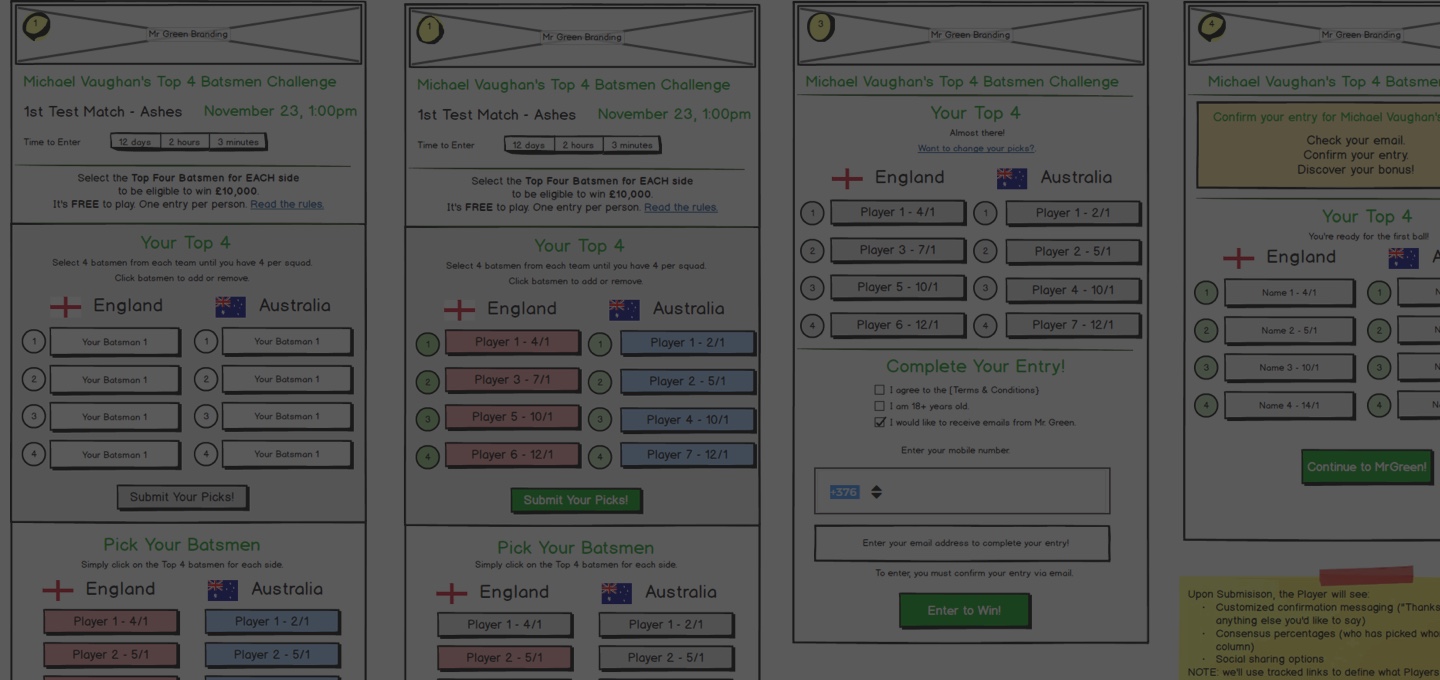 1
Mr Green Branding
Michael Vaughan's Top 4 Batsmen Challenge
1st Test Match - Ashes November 23, 1:00pm
Time to Enter 12 days 2 hours 3 minutes
Select the Top Four Batsmen for EACH side
to be eligible to win £10,000.
It's FREE to play. One entry per person. Read the rules.
Your Top 4
Select 4 batsmen from each team until you have 4 per squad.
Click batsmen to add or remove.
England Australia
1 Your Batsman 1 1 Your Batsman 1
2 Your Batsman 1 2 Your Batsman 1
3 Your Batsman 1 3 Your Batsman 1
4 Your Batsman 1 4 Your Batsman 1
Submit Your Picks!
Pick Your Batsmen
Simply click on the Top 4 batsmen for each side.
England Australia
Player 1 - 4/1 Player 1 - 2/1
Player 2 - 5/1 Player 2 - 5/1
1
Mr Green Branding
Michael Vaughan's Top 4 Batsmen Challenge
1st Test Match - Ashes November 23, 1:00pm
Time to Enter 12 days 2 hours 3 minutes
Select the Top Four Batsmen for EACH side
to be eligible to win £10,000.
It's FREE to play. One entry per person. Read the rules.
Your Top 4
Select 4 batsmen from each team until you have 4 per squad.
Click batsmen to add or remove.
England Australia
1 Player 1 - 4/1 1 Player 1 - 2/1
2 Player 3 - 7/1 2 Player 2 - 5/1
3 Player 5 - 10/1 3 Player 4 - 10/1
4 Player 6 - 12/1 4 Player 7 - 12/1
Submit Your Picks!
Pick Your Batsmen
Simply click on the Top 4 batsmen for each side.
England Australia
Player 1 - 4/1 Player 1 - 2/1
Player 2 - 5/1 Player 2 - 5/1
3
Mr Green Branding
Michael Vaughan's Top 4 Batsmen Challenge
Your Top 4
Almost there!
Want to change your picks?
England Australia
1 Player 1 - 4/1 1 Player 1 - 2/1
2 Player 3 - 7/1 2 Player 2 - 5/1
3 Player 5 - 10/1 3 Player 4 - 10/1
4 Player 6 - 12/1 4 Player 7 - 12/1
Complete Your Entry!
I agree to the {Terms & Conditions}
I am 18+ years old.
I would like to receive emails from Mr Green.
Enter your mobile number
+376
Enter your email address to complete your entry!
To enter, you must confirm your entry via email.
Enter to Win!
4
Mr Green Branding
Michael Vaughan's Top 4 Batsme
Confirm your entry for Michael Vaughan's
Check your email.
Confirm your entry
Discover your bonus!
Your Top 4
You're ready for the first ball!
England A
1 Name 1 - 4/1 1 N
2 Name 2 - 5/1 2 N
3 Name 3 - 10/1 3 N
4 Name 4 - 14/1 4 N
Continue to MrGreen!
Upon Submisison, the Player will see:
· Customized confirmation messaging ("Thanks
anything else you'd like to say)
· Consensus percentages (who has picked who
column)
· Social sharing options
NOTE: we'll use tracked links to define what Players